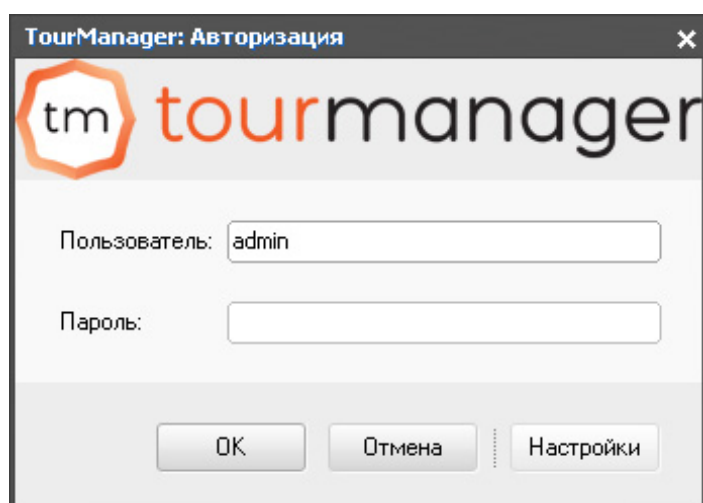 TourManager: Авторизация
tm tourmanager
Пользователь: admin
Пароль:
OK Отмена Настройки